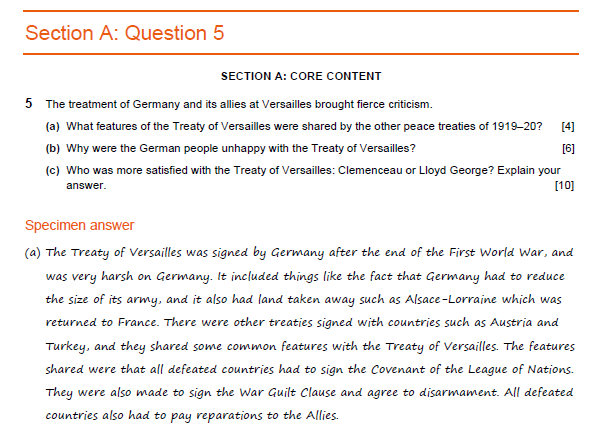 Section A: Question 5
SECTION A: CORE CONTENT
5 The treatment of Germany and its allies at Versailles brought fierce criticism.
(a) What features of the Treaty of Versailles were shared by the other peace treaties of 1919–20? [4]
(b) Why were the German people unhappy with the Treaty of Versailles? [6]
(c) Who was more satisfied with the Treaty of Versailles: Clemenceau or Lloyd George? Explain your
answer. [10]
Specimen answer
(a) The Treaty of Versailles was signed by Germany after the end of the First World War, and
was very harsh on Germany. It included things like the fact that Germany had to reduce
the size of its army, and it also had land taken away such as Alsace-Lorraine which was
returned to France. There were other treaties signed with countries such as Austria and
Turkey, and they shared some common features with the Treaty of Versailles. The features
shared were that all defeated countries had to sign the Covenant of the League of Nations.
They were also made to sign the War Guilt Clause and agree to disarmament. All defeated
countries also had to pay reparations to the Allies.